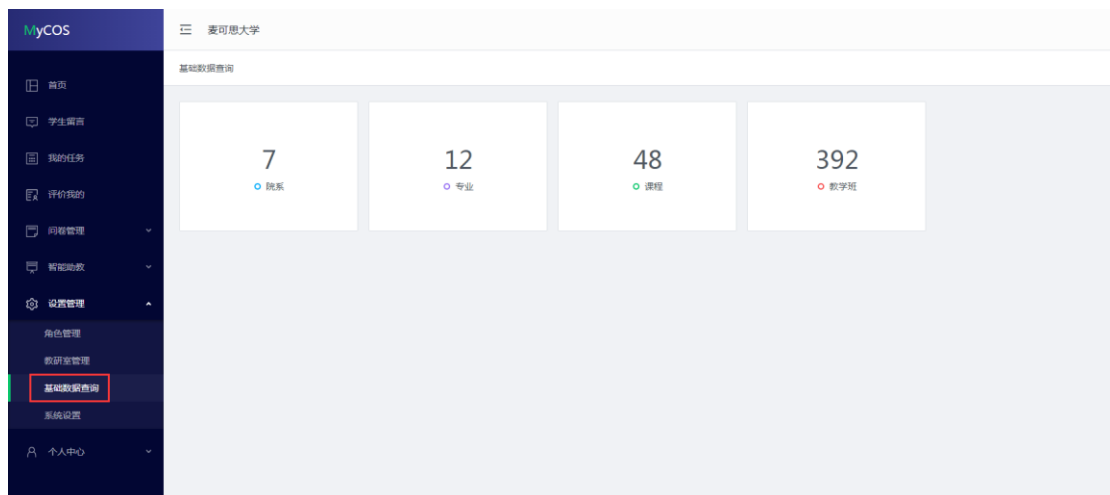 MyCOS
麦可思大学
基础数据查询
首页
学生留言
我的任务
评价我的
问卷管理
智能助教
设置管理
角色管理
教研室管理
基础数据查询
系统设置
个人中心
7
院系
12
专业
48
课程
392
教学班